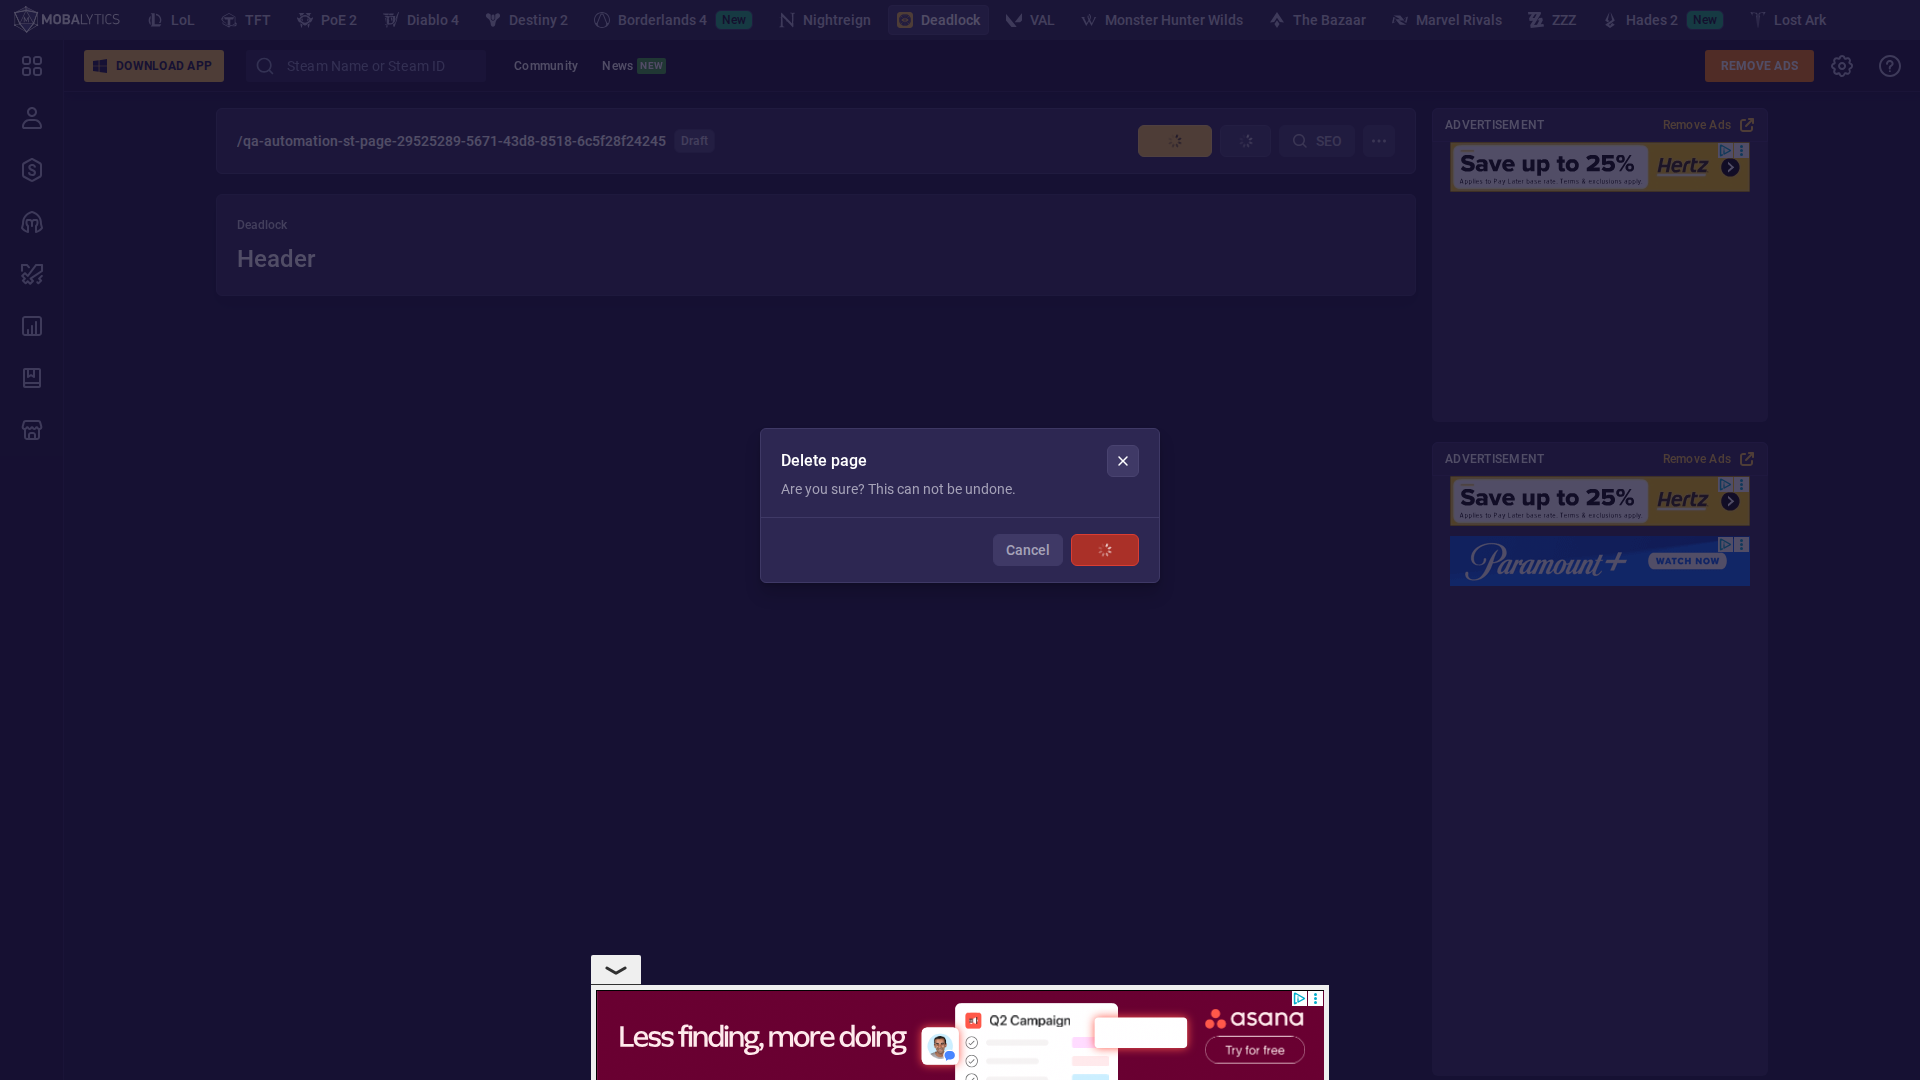 MOBALYTICS
LoL
TFT
PoE 2
Diablo 4
Destiny 2
Borderlands 4 New
Nightreign
Deadlock
VAL
Monster Hunter Wilds
The Bazaar
Marvel Rivals
ZZZ
Hades 2 New
Lost Ark
DOWNLOAD APP
Steam Name or Steam ID
Community
News NEW
REMOVE ADS
/qa-automation-st-page-29525289-5671-43d8-8518-6c5f28f24245 Draft
SEO
Deadlock
Header
ADVERTISEMENT
Remove Ads
Save up to 25%
Hertz
Applies to Pay Later base rate. Terms & exclusions apply.
ADVERTISEMENT
Remove Ads
Save up to 25%
Hertz
Applies to Pay Later base rate. Terms & exclusions apply.
Paramount+
WATCH NOW
Delete page
Are you sure? This can not be undone.
Cancel
Less finding, more doing
Q2 Campaign
asana
Try for free